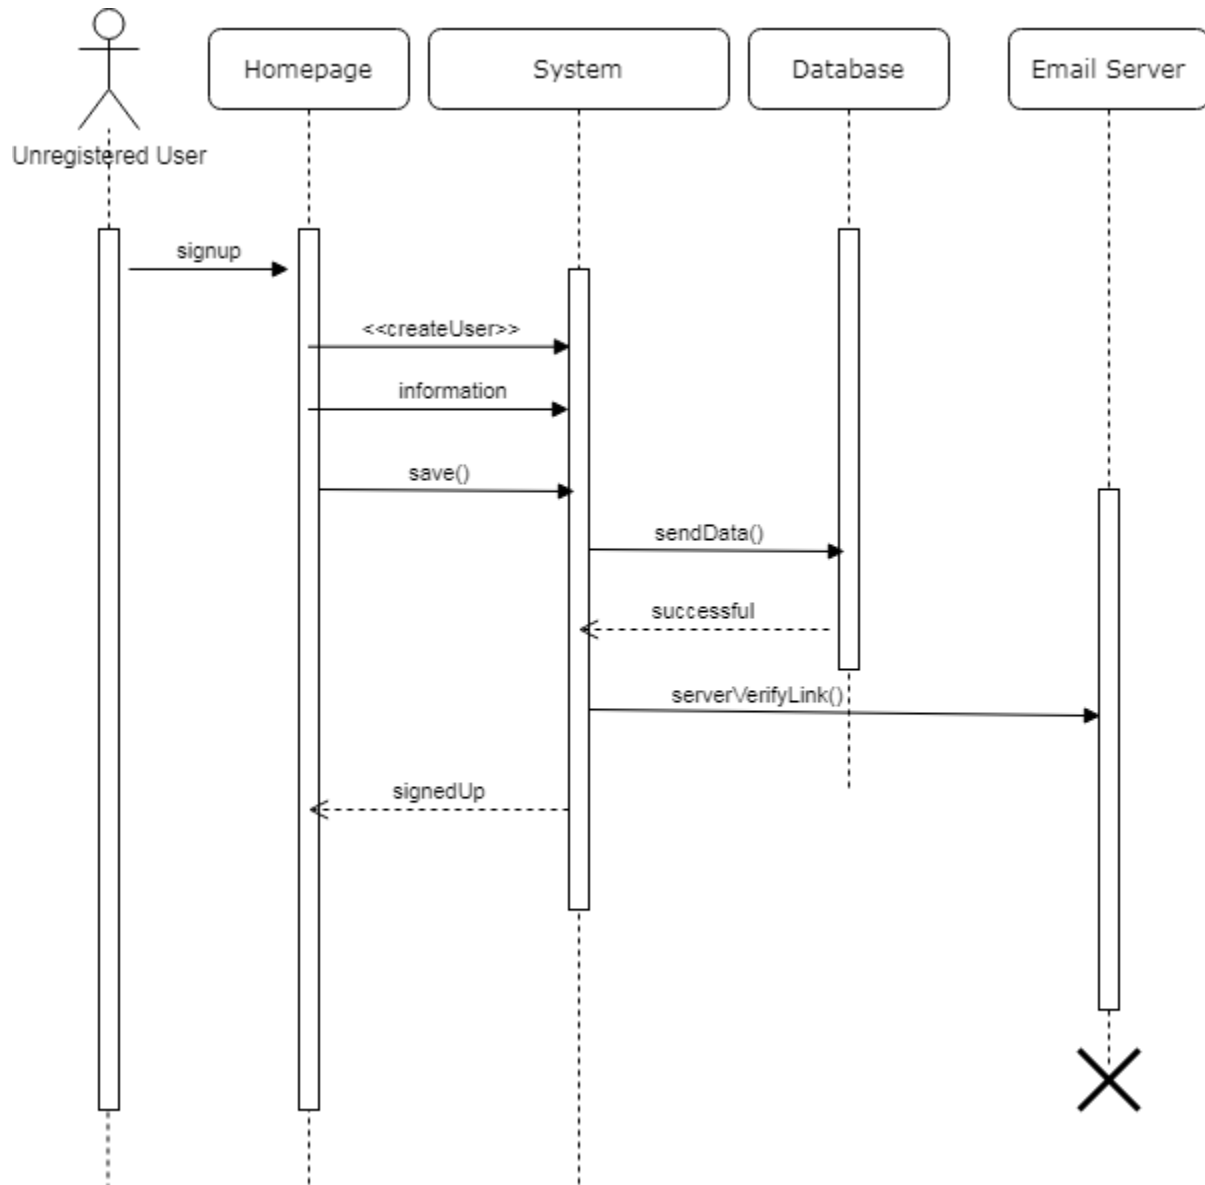 Homepage
System
Database
Email Server
Unregistered User
signup
<<createUser>>
information
save()
sendData()
successful
serverVerifyLink()
signedUp